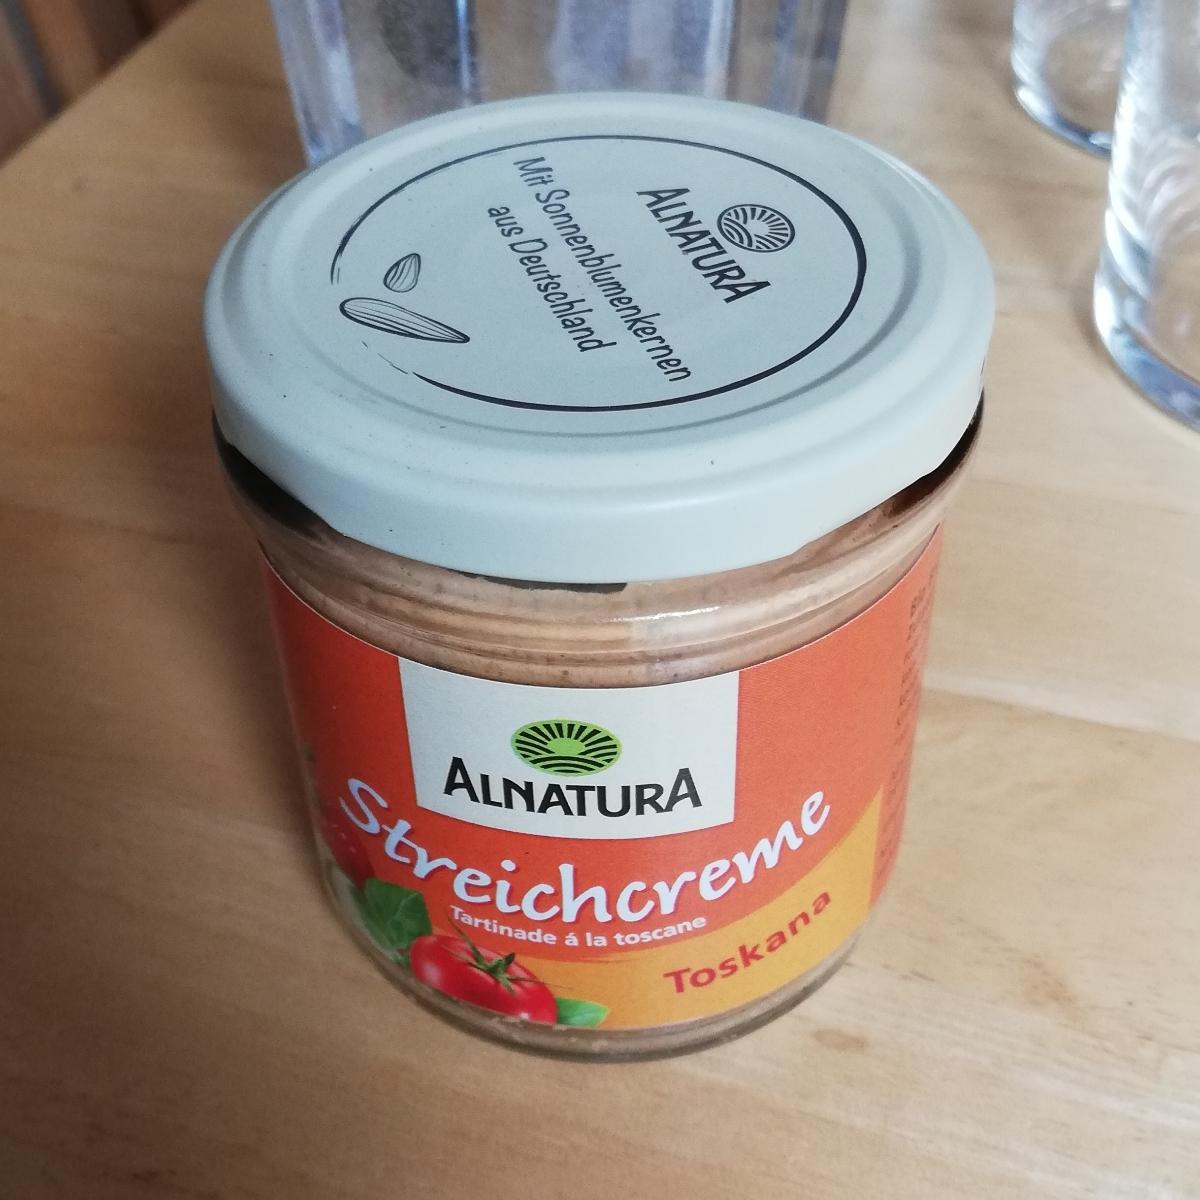 ALNATURA
Mit Sonnenblumenkernen
aus Deutschland
ALNATURA
Streichcreme
Tartinade á la toscane
Toskana